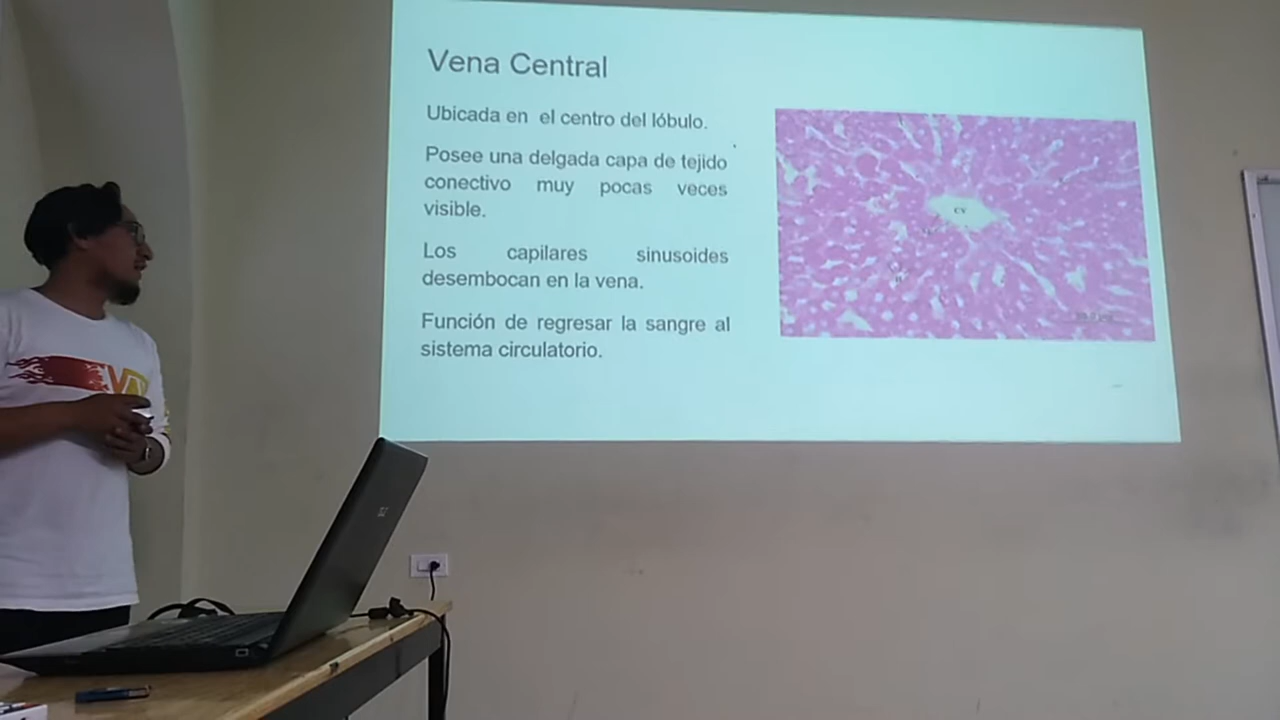 Vena Central
Ubicada en el centro del lóbulo.
Posee una delgada capa de tejido
conectivo muy pocas veces
visible.
Los capilares sinusoides
desembocan en la vena.
Función de regresar la sangre al
sistema circulatorio.
CV